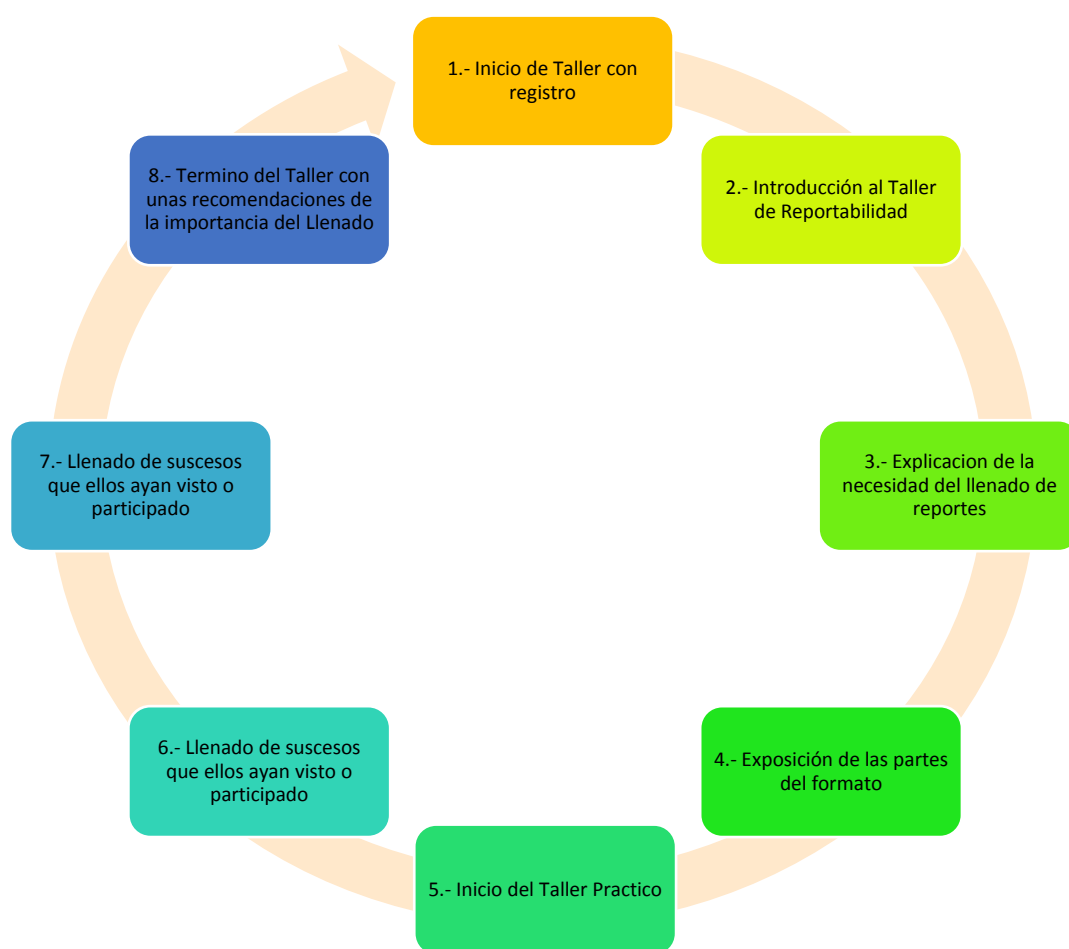 1.- Inicio de Taller con
registro
2.- Introducción al Taller
de Reportabilidad
3.- Explicacion de la
necesidad del llenado de
reportes
4.- Exposición de las partes
del formato
5.- Inicio del Taller Practico
6.- Llenado de suscesos
que ellos ayan visto o
participado
7.- Llenado de suscesos
que ellos ayan visto o
participado
8.- Termino del Taller con
unas recomendaciones de
la importancia del Llenado